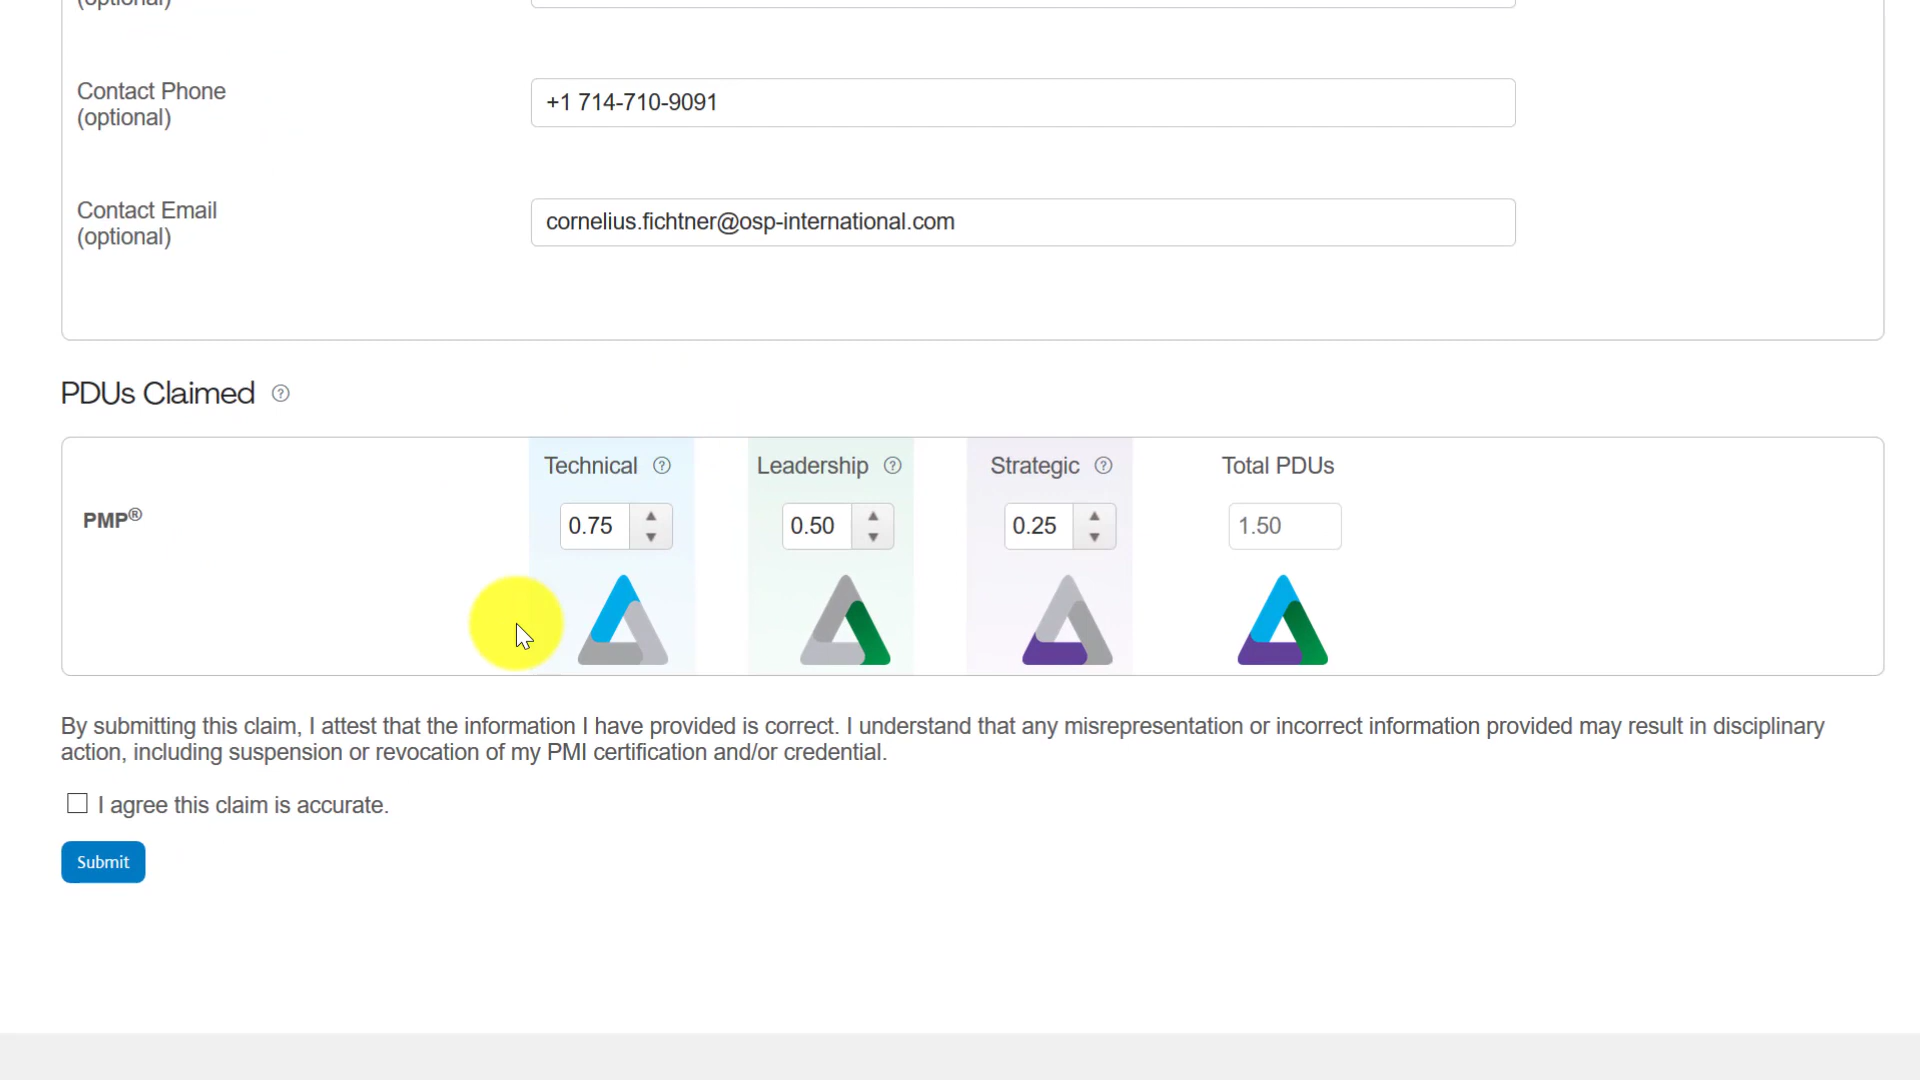 (optional)
Contact Phone
(optional)
+1 714-710-9091
Contact Email
(optional)
cornelius.fichtner@osp-international.com
PDUs Claimed ?
Technical ? Leadership ? Strategic ? Total PDUs
PMP® 0.75 0.50 0.25 1.50
By submitting this claim, I attest that the information I have provided is correct. I understand that any misrepresentation or incorrect information provided may result in disciplinary
action, including suspension or revocation of my PMI certification and/or credential.
I agree this claim is accurate.
Submit